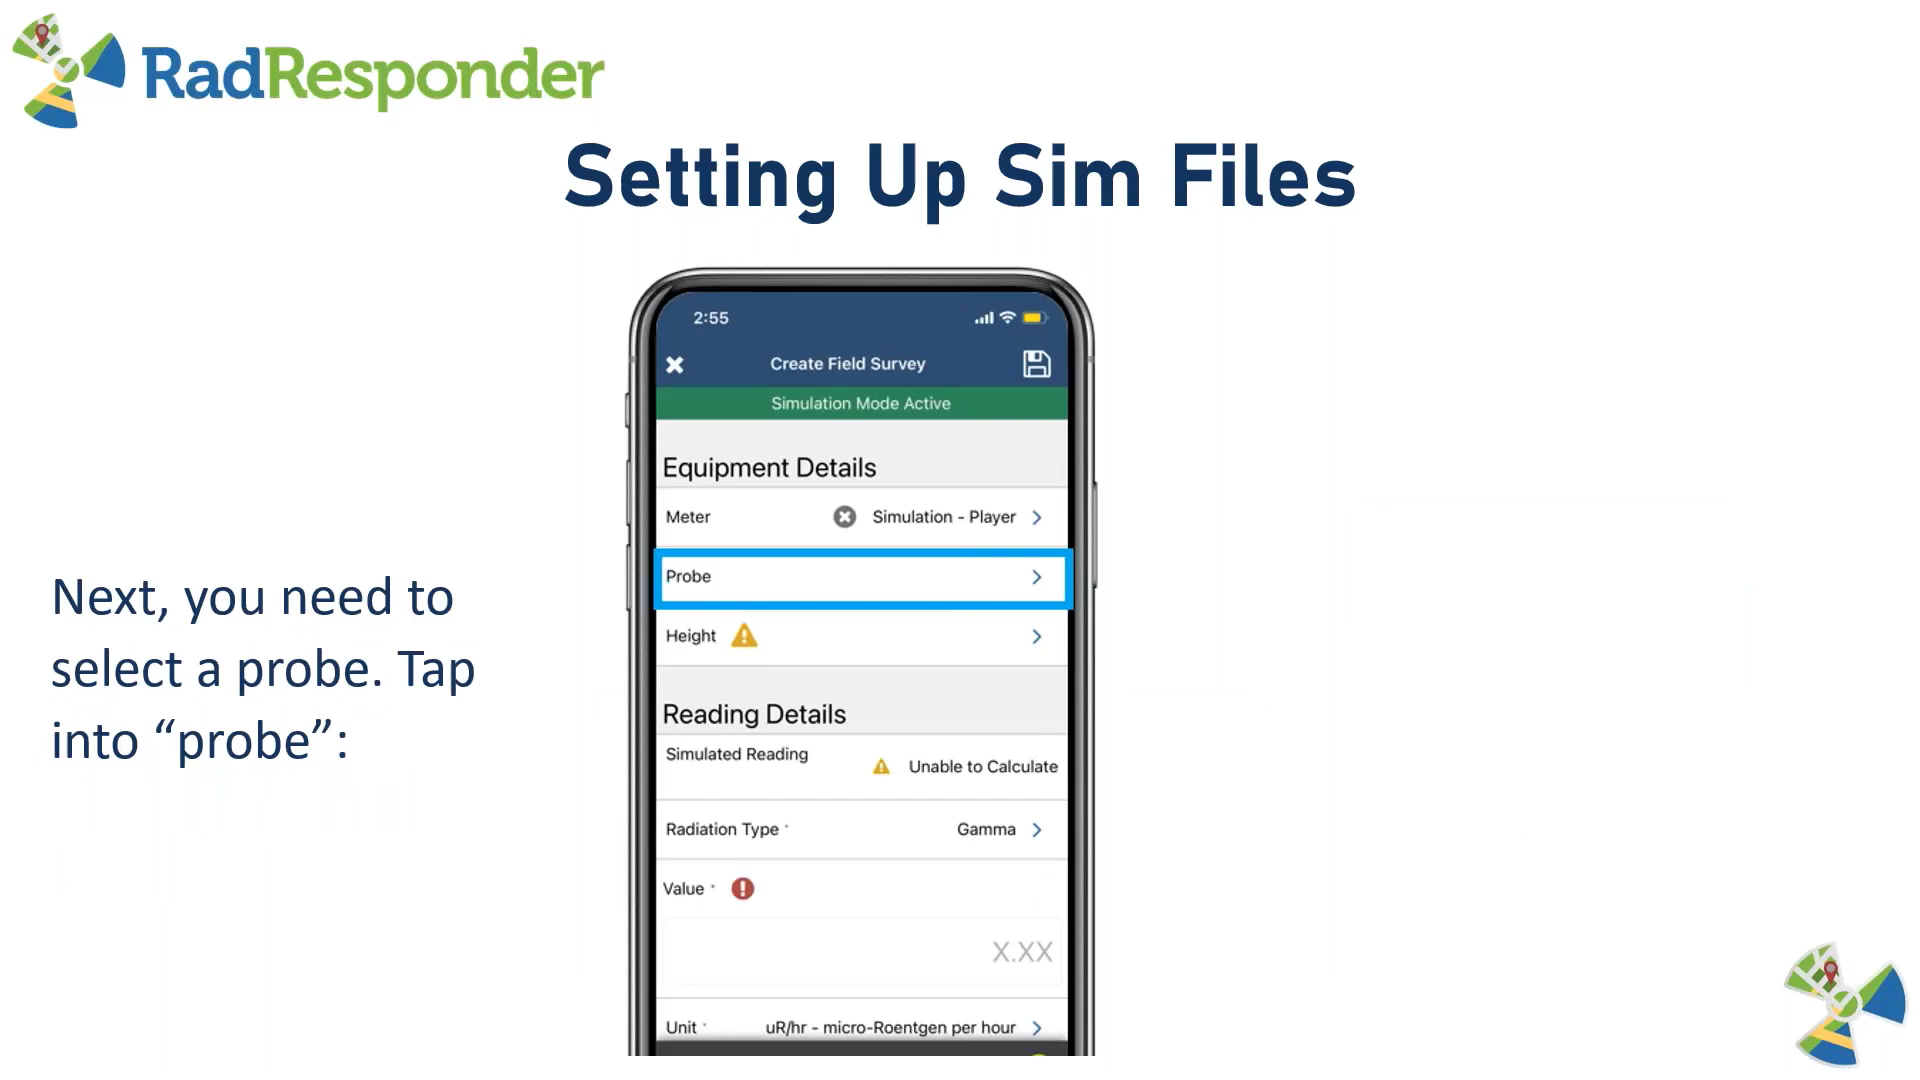 RadResponder
Setting Up Sim Files
Next, you need to
select a probe. Tap
into “probe”:
2:55
Create Field Survey
Simulation Mode Active
Equipment Details
Meter Simulation - Player
Probe
Height
Reading Details
Simulated Reading
Unable to Calculate
Radiation Type * Gamma
Value *
X.XX
Unit * uR/hr - micro-Roentgen per hour